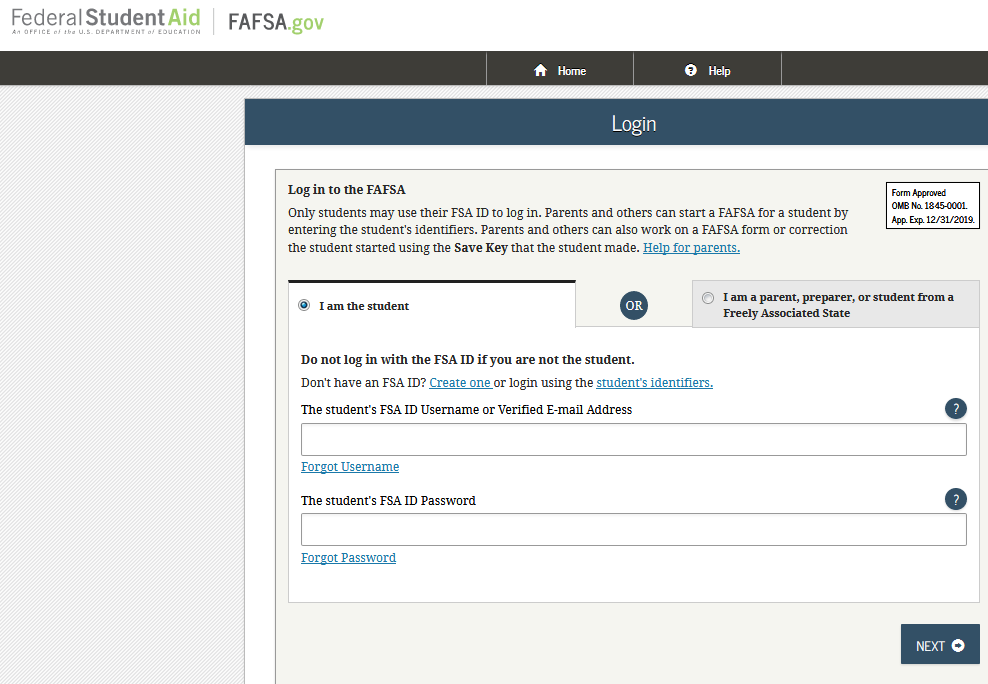 FederalStudentAid
An OFFICE of the U.S. DEPARTMENT of EDUCATION
FAFSA.gov
Home
Help
Login
Log in to the FAFSA
Only students may use their FSA ID to log in. Parents and others can start a FAFSA for a student by
entering the student's identifiers. Parents and others can also work on a FAFSA form or correction
the student started using the Save Key that the student made. Help for parents.
Form Approved
OMB No. 1845-0001.
App. Exp. 12/31/2019.
I am the student
OR
I am a parent, preparer, or student from a
Freely Associated State
Do not log in with the FSA ID if you are not the student.
Don't have an FSA ID? Create one or login using the student's identifiers.
The student's FSA ID Username or Verified E-mail Address
?
Forgot Username
The student's FSA ID Password
?
Forgot Password
NEXT